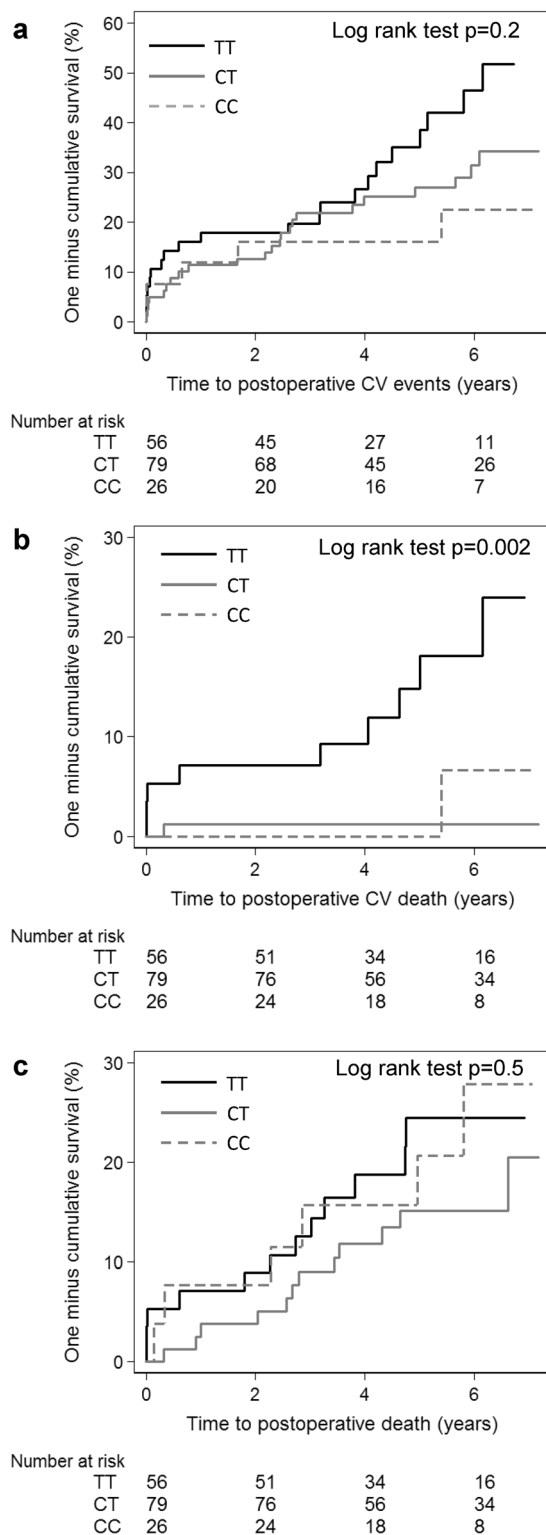 a
Log rank test p=0.2
TT
CT
CC
One minus cumulative survival (%)
60
50
40
30
20
10
0
0 2 4 6
Time to postoperative CV events (years)
Number at risk
TT 56 45 27 11
CT 79 68 45 26
CC 26 20 16 7
b
Log rank test p=0.002
TT
CT
CC
One minus cumulative survival (%)
30
20
10
0
0 2 4 6
Time to postoperative CV death (years)
Number at risk
TT 56 51 34 16
CT 79 76 56 34
CC 26 24 18 8
c
Log rank test p=0.5
TT
CT
CC
One minus cumulative survival (%)
30
20
10
0
0 2 4 6
Time to postoperative death (years)
Number at risk
TT 56 51 34 16
CT 79 76 56 34
CC 26 24 18 8